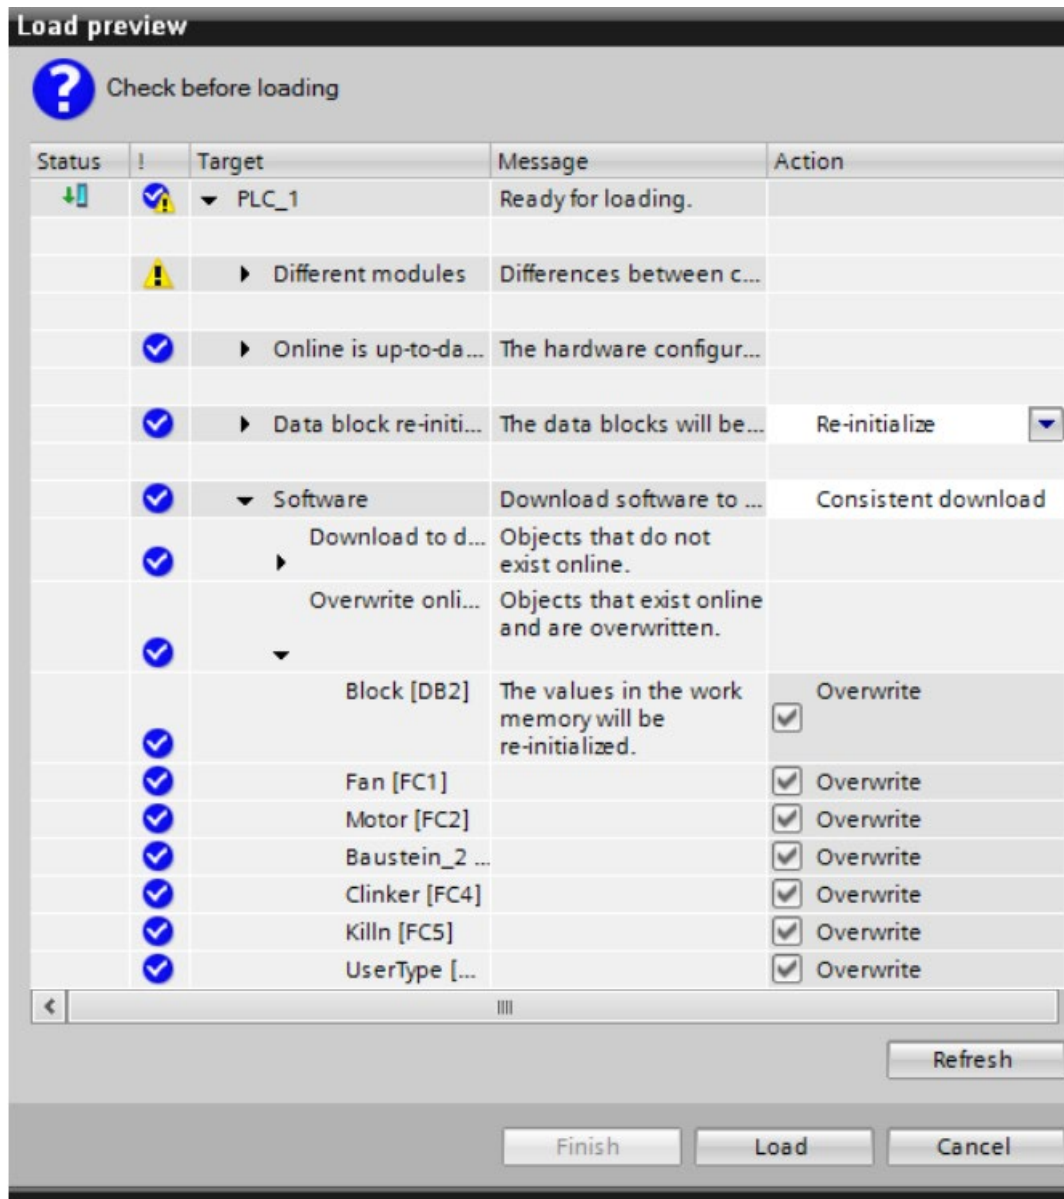 Load preview
Check before loading
Status ! Target Message Action
PLC_1 Ready for loading.
Different modules Differences between c...
Online is up-to-da... The hardware configur...
Data block re-initi... The data blocks will be... Re-initialize
Software Download software to ... Consistent download
Download to d... Objects that do not
exist online.
Overwrite onli... Objects that exist online
and are overwritten.
Block [DB2] The values in the work Overwrite
memory will be
re-initialized.
Fan [FC1] Overwrite
Motor [FC2] Overwrite
Baustein_2 ... Overwrite
Clinker [FC4] Overwrite
Killn [FC5] Overwrite
UserType [... Overwrite
Refresh
Finish Load Cancel